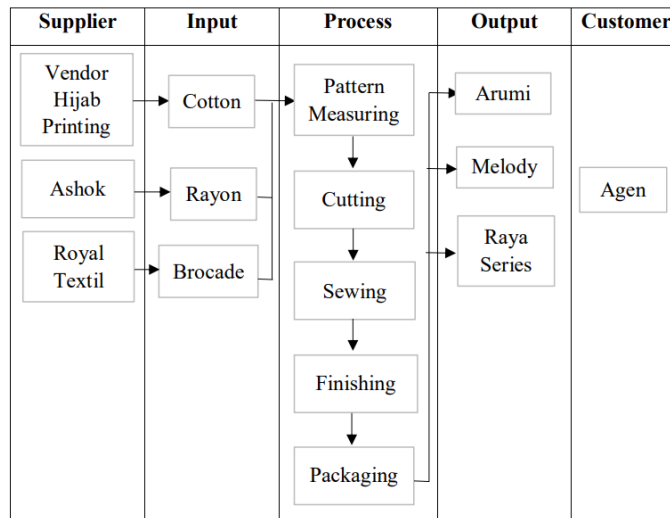 Supplier
Input
Process
Output
Customer
Vendor
Hijab
Printing
Ashok
Royal
Textil
Cotton
Rayon
Brocade
Pattern
Measuring
Cutting
Sewing
Finishing
Packaging
Arumi
Melody
Raya
Series
Agen